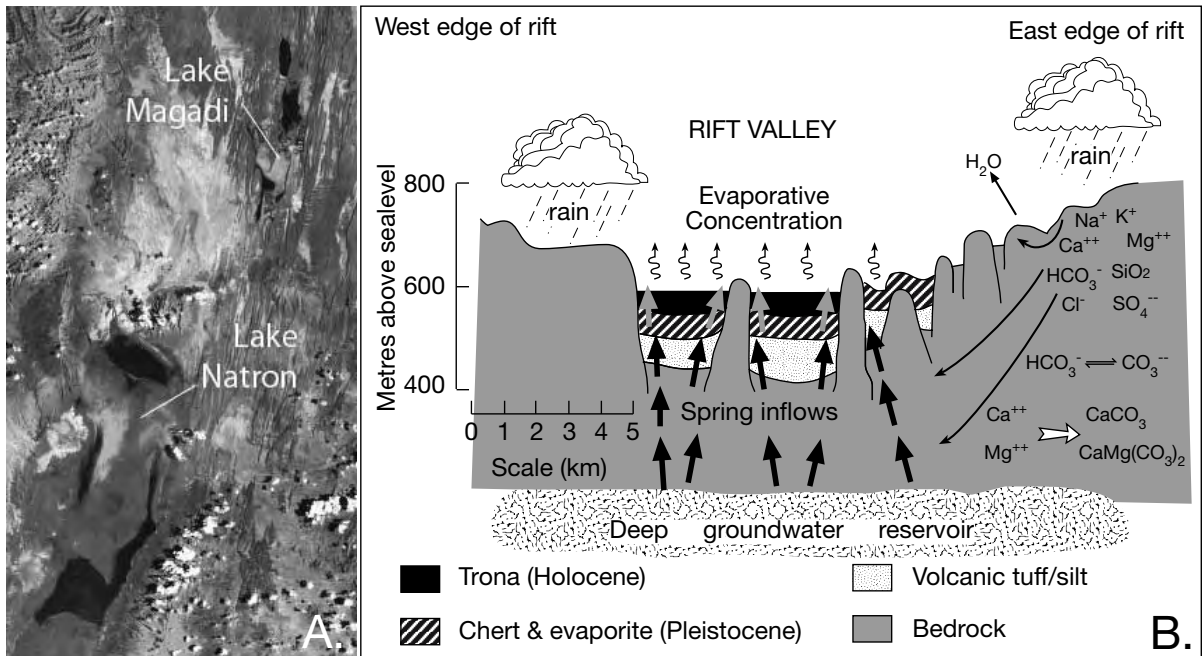 Lake
Magadi
Lake
Natron
A.
West edge of rift
East edge of rift
RIFT VALLEY
rain
rain
H₂O
Evaporative
Concentration
Metres above sealevel
800
600
400
Na⁺ K⁺
Ca⁺⁺ Mg⁺⁺
HCO₃⁻ SiO₂
Cl⁻ SO₄⁻⁻
HCO₃⁻ ⇌ CO₃⁻⁻
Ca⁺⁺ CaCO₃
Mg⁺⁺ CaMg(CO₃)₂
Spring inflows
0 1 2 3 4 5
Scale (km)
Deep groundwater reservoir
Trona (Holocene)
Volcanic tuff/silt
Chert & evaporite (Pleistocene)
Bedrock
B.